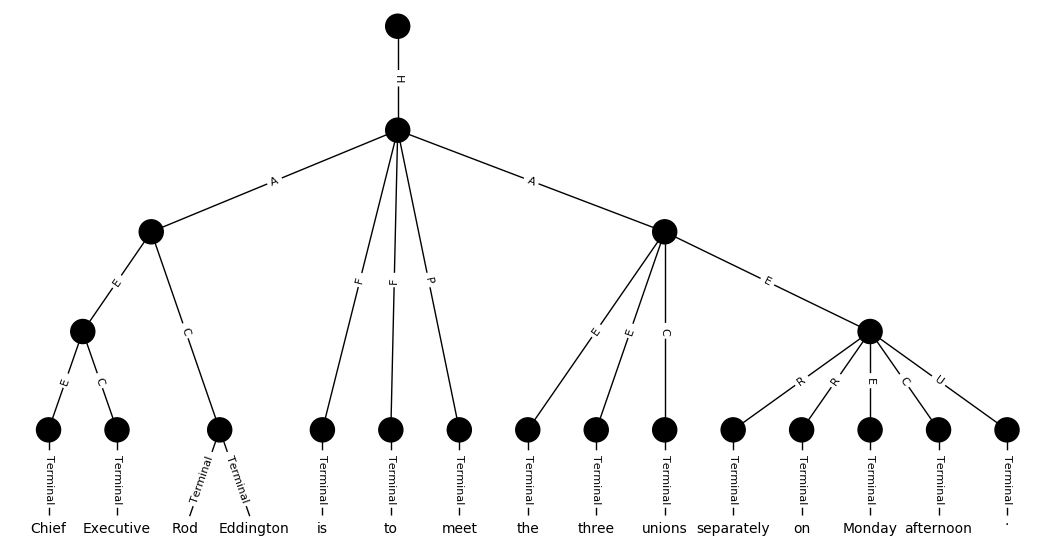 H
A A
E C F F P E E C E
E C R R E C U
Terminal Terminal Terminal Terminal Terminal Terminal Terminal Terminal Terminal Terminal Terminal Terminal Terminal Terminal Terminal
Chief Executive Rod Eddington is to meet the three unions separately on Monday afternoon .